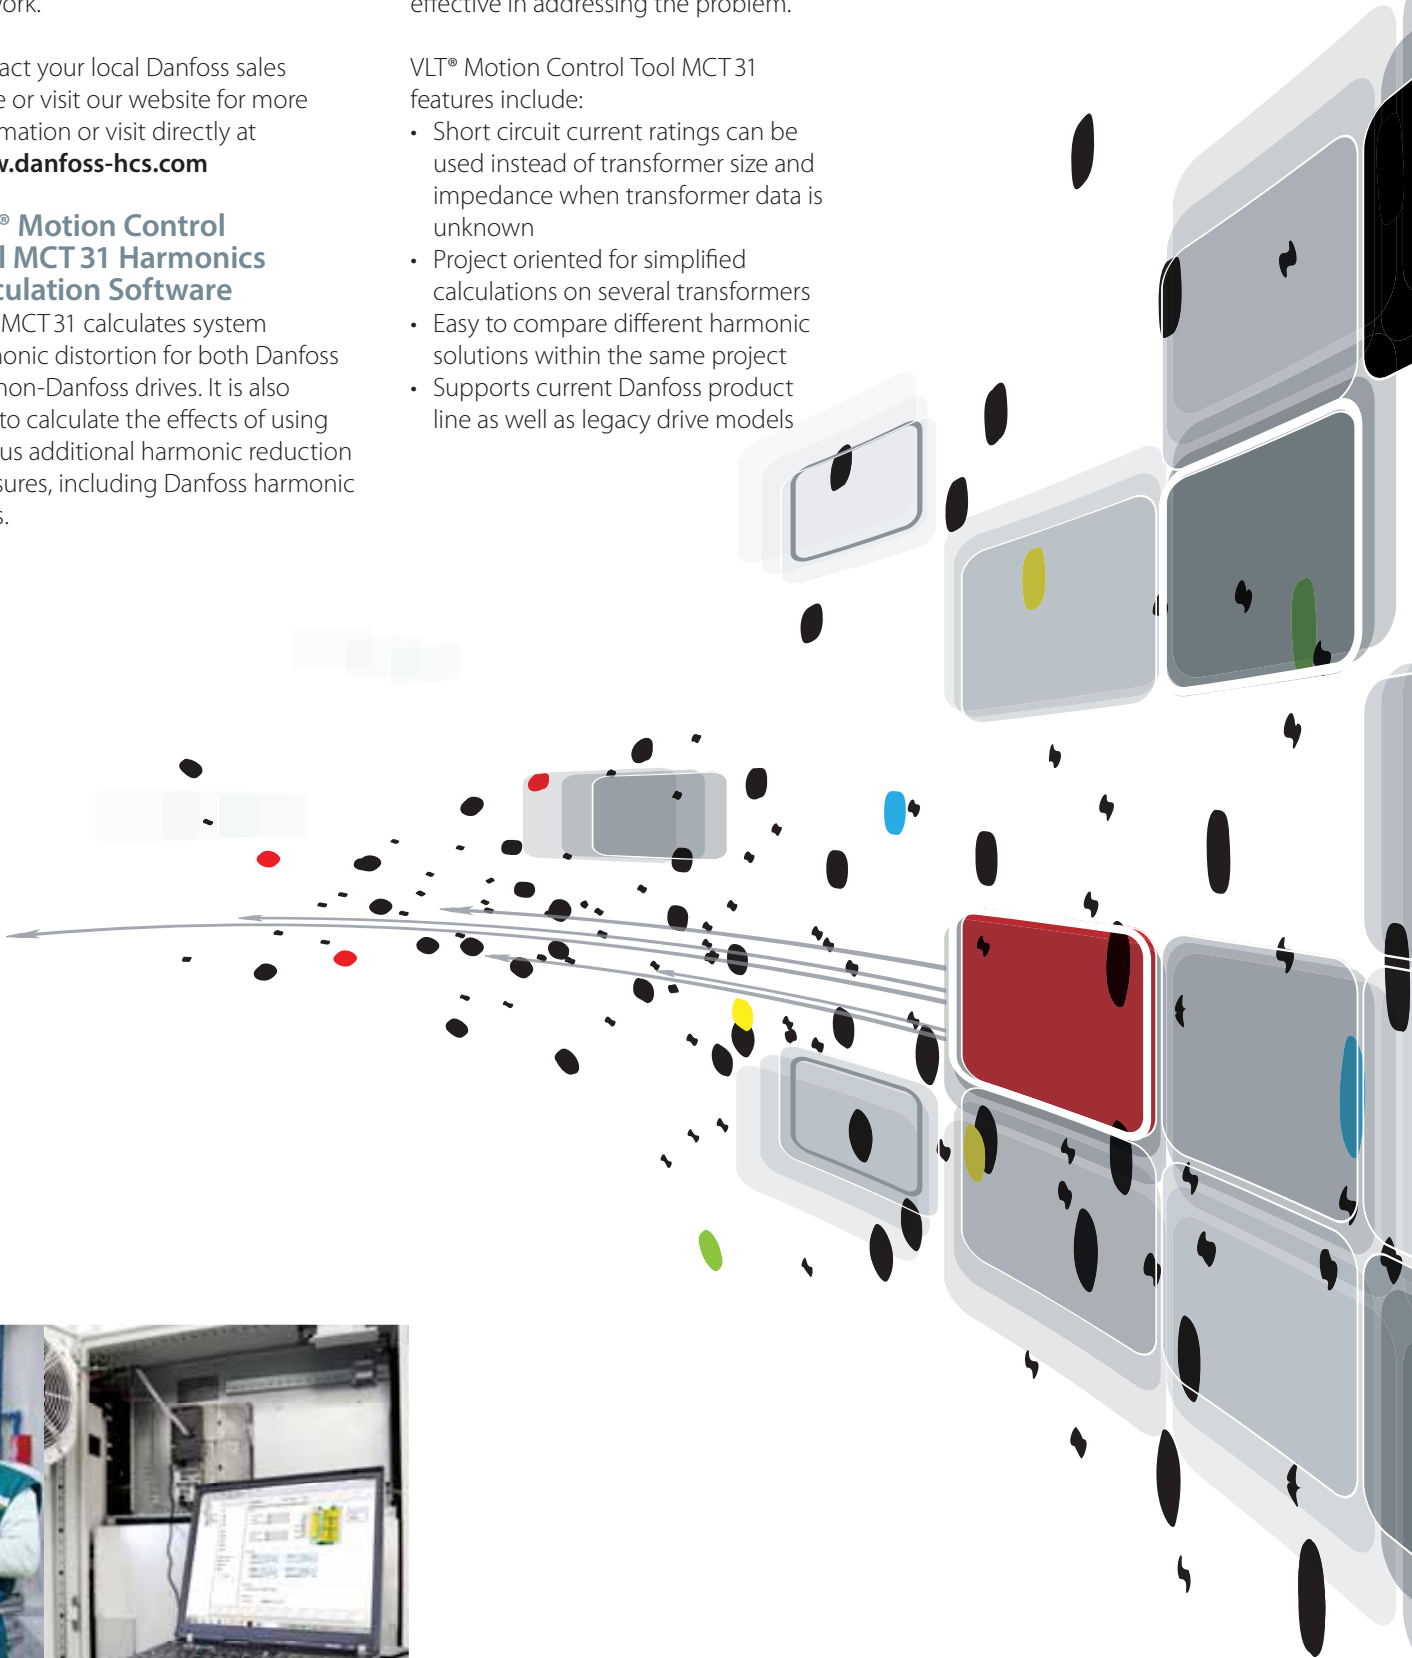 ork.
act your local Danfoss sales
e or visit our website for more
mation or visit directly at
w.danfoss-hcs.com
® Motion Control
l MCT 31 Harmonics
culation Software
MCT 31 calculates system
nonic distortion for both Danfoss
non-Danfoss drives. It is also
to calculate the effects of using
us additional harmonic reduction
sures, including Danfoss harmonic
s.
effective in addressing the problem.
VLT® Motion Control Tool MCT 31
features include:
• Short circuit current ratings can be
used instead of transformer size and
impedance when transformer data is
unknown
• Project oriented for simplified
calculations on several transformers
• Easy to compare different harmonic
solutions within the same project
• Supports current Danfoss product
line as well as legacy drive models